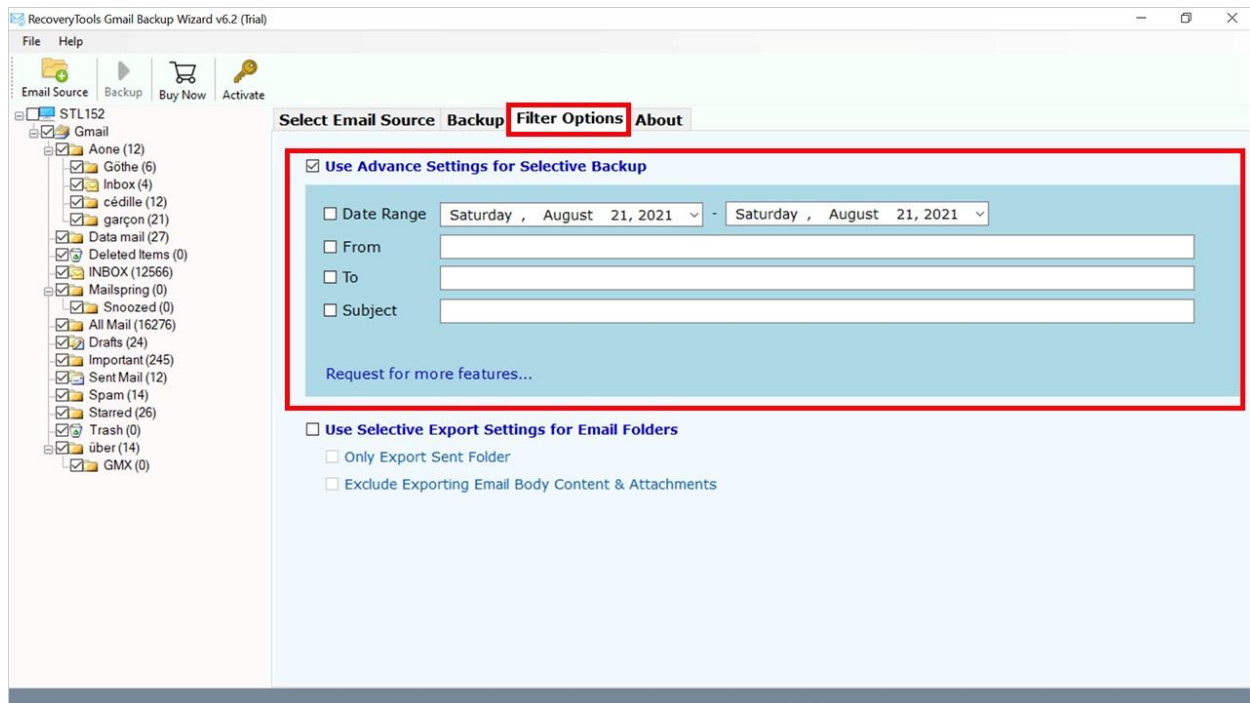 RecoveryTools Gmail Backup Wizard v6.2 (Trial)
File Help
Email Source Backup Buy Now Activate
STL152
Gmail
Aone (12)
Göthe (6)
Inbox (4)
cédille (12)
garçon (21)
Data mail (27)
Deleted Items (0)
INBOX (12566)
Mailspring (0)
Snoozed (0)
All Mail (16276)
Drafts (24)
Important (245)
Sent Mail (12)
Spam (14)
Starred (26)
Trash (0)
über (14)
GMX (0)
Select Email Source Backup Filter Options About
Use Advance Settings for Selective Backup
Date Range Saturday , August 21, 2021 - Saturday , August 21, 2021
From
To
Subject
Request for more features...
Use Selective Export Settings for Email Folders
Only Export Sent Folder
Exclude Exporting Email Body Content & Attachments